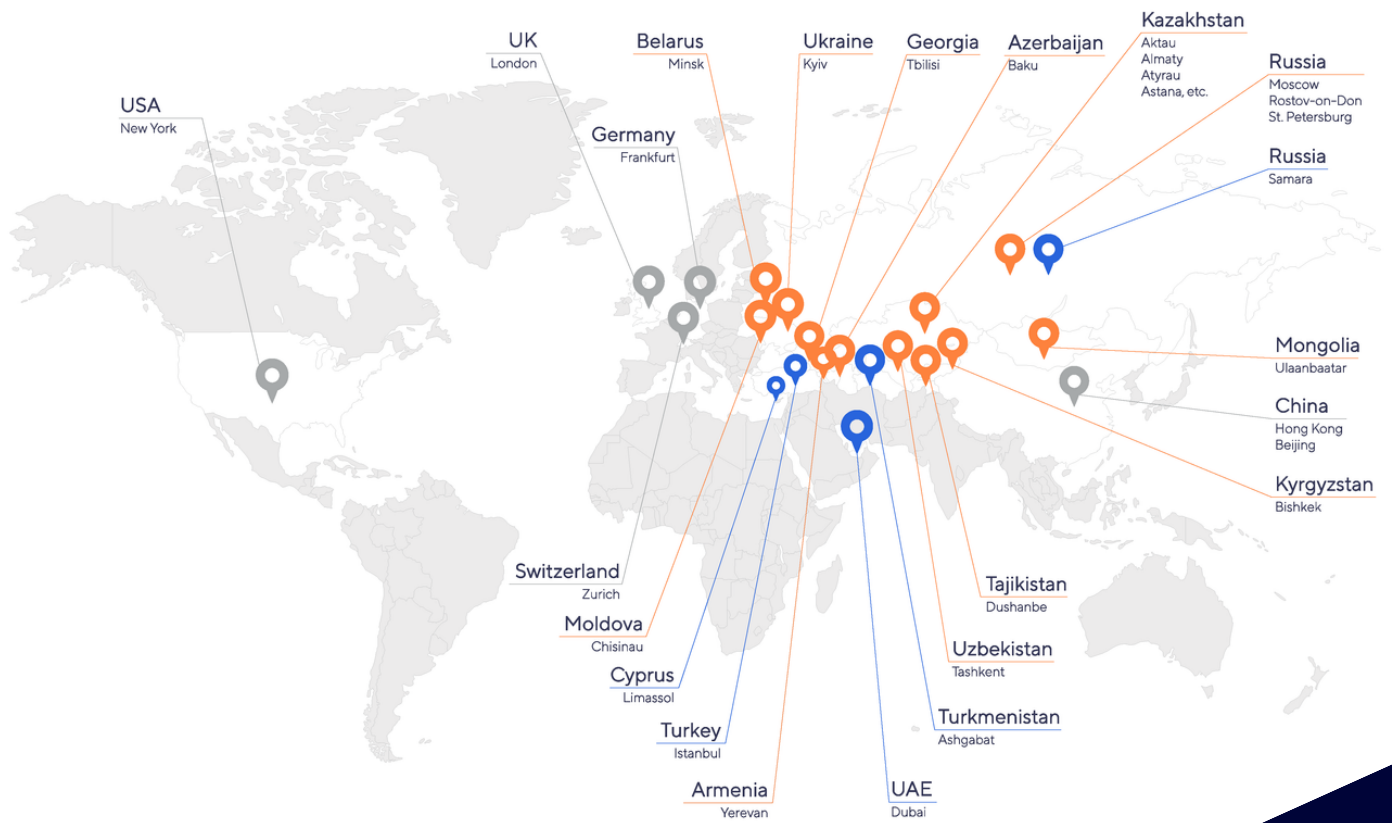 Kazakhstan
Aktau
Almaty
Atyrau
Astana, etc.
UK
London
Belarus
Minsk
Ukraine
Kyiv
Georgia
Tbilisi
Azerbaijan
Baku
Russia
Moscow
Rostov-on-Don
St. Petersburg
USA
New York
Germany
Frankfurt
Russia
Samara
Mongolia
Ulaanbaatar
China
Hong Kong
Beijing
Kyrgyzstan
Bishkek
Switzerland
Zurich
Tajikistan
Dushanbe
Moldova
Chisinau
Uzbekistan
Tashkent
Cyprus
Limassol
Turkmenistan
Ashgabat
Turkey
Istanbul
Armenia
Yerevan
UAE
Dubai